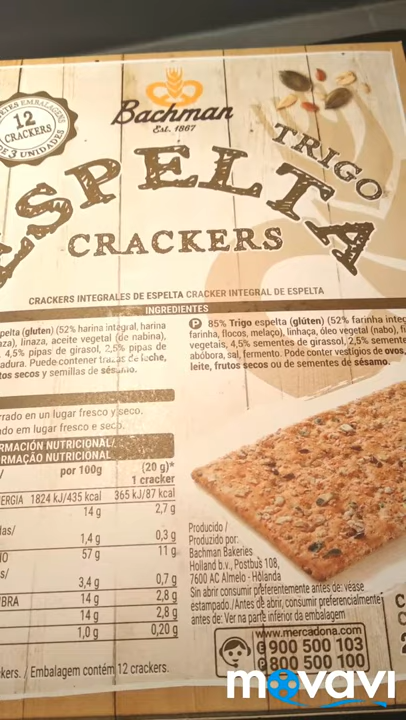 Bachman
Est. 1867
12
CRACKERS
3 UNIDADES
TRIGO
ESPELTA
CRACKERS
CRACKERS INTEGRALES DE ESPELTA CRACKER INTEGRAL DE ESPELTA
INGREDIENTES
pelta (glúten) (52% harina integral, harina
za), linaza, aceite vegetal (de nabina),
4,5% pipas de girasol, 2,5% pipas de
adura. Puede contener trazas de leche,
tos secos y semillas de sésamo.
P 85% Trigo espelta (glúten) (52% farinha integ
farinha, flocos, melaço), linhaça, óleo vegetal (nabo), fi
vegetais, 4,5% sementes de girassol, 2,5% semente
abóbora, sal, fermento. Pode conter vestígios de ovos,
leite, frutos secos ou de sementes de sésamo.
rrado en un lugar fresco y seco.
do em lugar fresco e seco.
RMACIÓN NUTRICIONAL/
RMAÇÃO NUTRICIONAL
por 100g
(20 g)*
1 cracker
ERGIA 1824 kJ/435 kcal 365 kJ/87 kcal
14 g 2,7 g
as/
1,4 g 0,3 g
O 57 g 11 g
s/
3,4 g 0,7 g
BRA 14 g 2,8 g
14 g 2,8 g
1,0 g 0,20 g
kers. / Embalagem contém 12 crackers.
Producido /
Produzido por:
Bachman Bakeries
Holland b.v., Postbus 108,
7600 AC Almelo - Holanda
Sin abrir consumir preferentemente antes de: vease
estampado./Antes de abrir, consumir preferencialmente
antes de: Ver na parte inferior da embalagem
www.mercadona.com
900 500 103
800 500 100
movavi